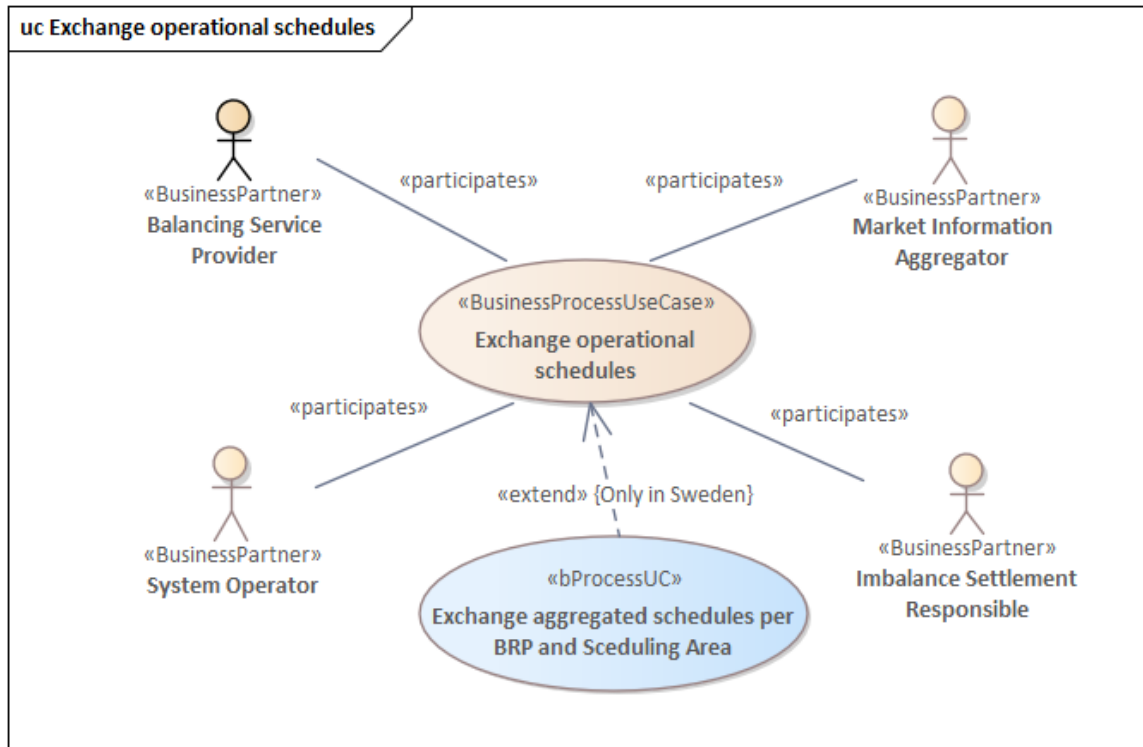 uc Exchange operational schedules
«BusinessPartner»
Balancing Service
Provider
«participates»
«participates»
«BusinessPartner»
Market Information
Aggregator
«BusinessProcessUseCase»
Exchange operational
schedules
«participates»
«participates»
«BusinessPartner»
System Operator
«extend» {Only in Sweden}
«BusinessPartner»
Imbalance Settlement
Responsible
«bProcessUC»
Exchange aggregated schedules per
BRP and Sceduling Area